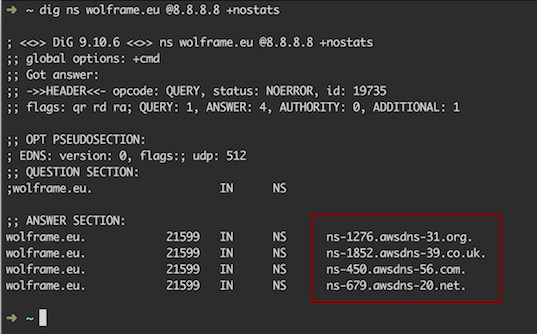 ➜ ~ dig ns wolframe.eu @8.8.8.8 +nostats
; <<>> DiG 9.10.6 <<>> ns wolframe.eu @8.8.8.8 +nostats
;; global options: +cmd
;; Got answer:
;; ->>HEADER<<- opcode: QUERY, status: NOERROR, id: 19735
;; flags: qr rd ra; QUERY: 1, ANSWER: 4, AUTHORITY: 0, ADDITIONAL: 1
;; OPT PSEUDOSECTION:
; EDNS: version: 0, flags:; udp: 512
;; QUESTION SECTION:
;wolframe.eu. IN NS
;; ANSWER SECTION:
wolframe.eu. 21599 IN NS ns-1276.awsdns-31.org.
wolframe.eu. 21599 IN NS ns-1852.awsdns-39.co.uk.
wolframe.eu. 21599 IN NS ns-450.awsdns-56.com.
wolframe.eu. 21599 IN NS ns-679.awsdns-20.net.
➜ ~